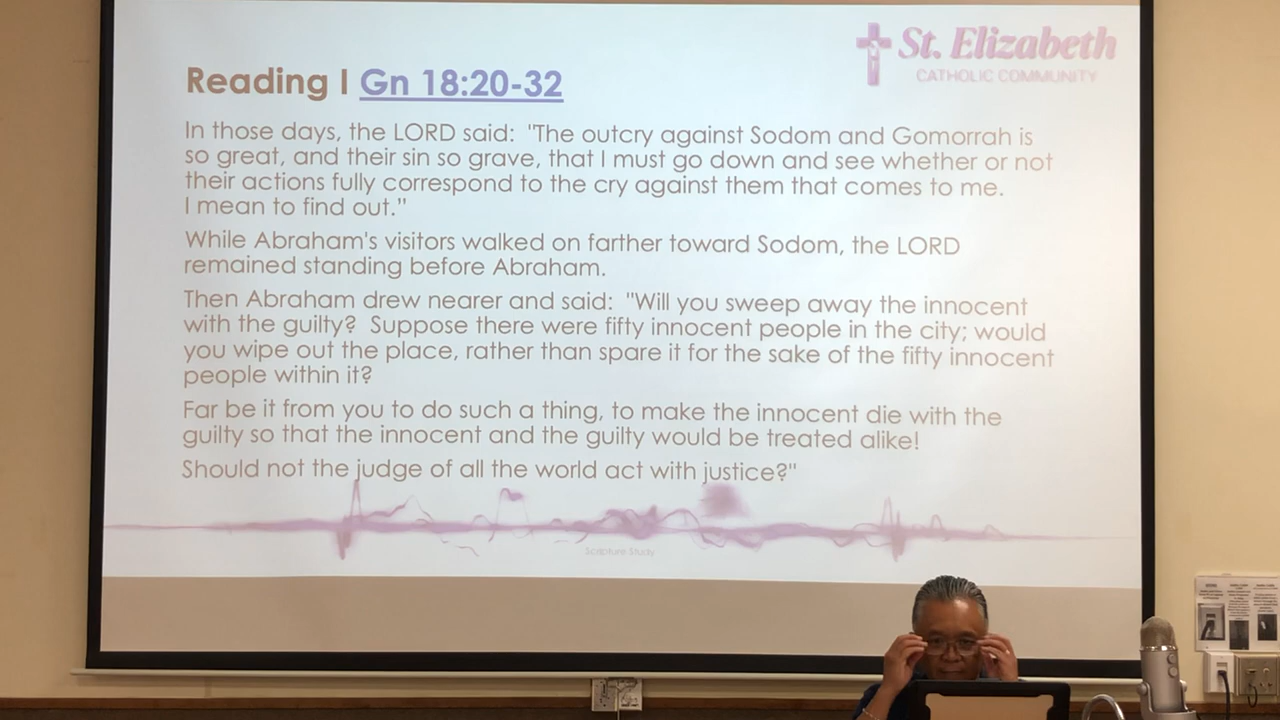 St. Elizabeth
CATHOLIC COMMUNITY
Reading I Gn 18:20-32
In those days, the LORD said:  "The outcry against Sodom and Gomorrah is
so great, and their sin so grave, that I must go down and see whether or not
their actions fully correspond to the cry against them that comes to me.
I mean to find out.”
While Abraham's visitors walked on farther toward Sodom, the LORD
remained standing before Abraham.
Then Abraham drew nearer and said:  "Will you sweep away the innocent
with the guilty?  Suppose there were fifty innocent people in the city; would
you wipe out the place, rather than spare it for the sake of the fifty innocent
people within it?
Far be it from you to do such a thing, to make the innocent die with the
guilty so that the innocent and the guilty would be treated alike!
Should not the judge of all the world act with justice?"
Scripture Study